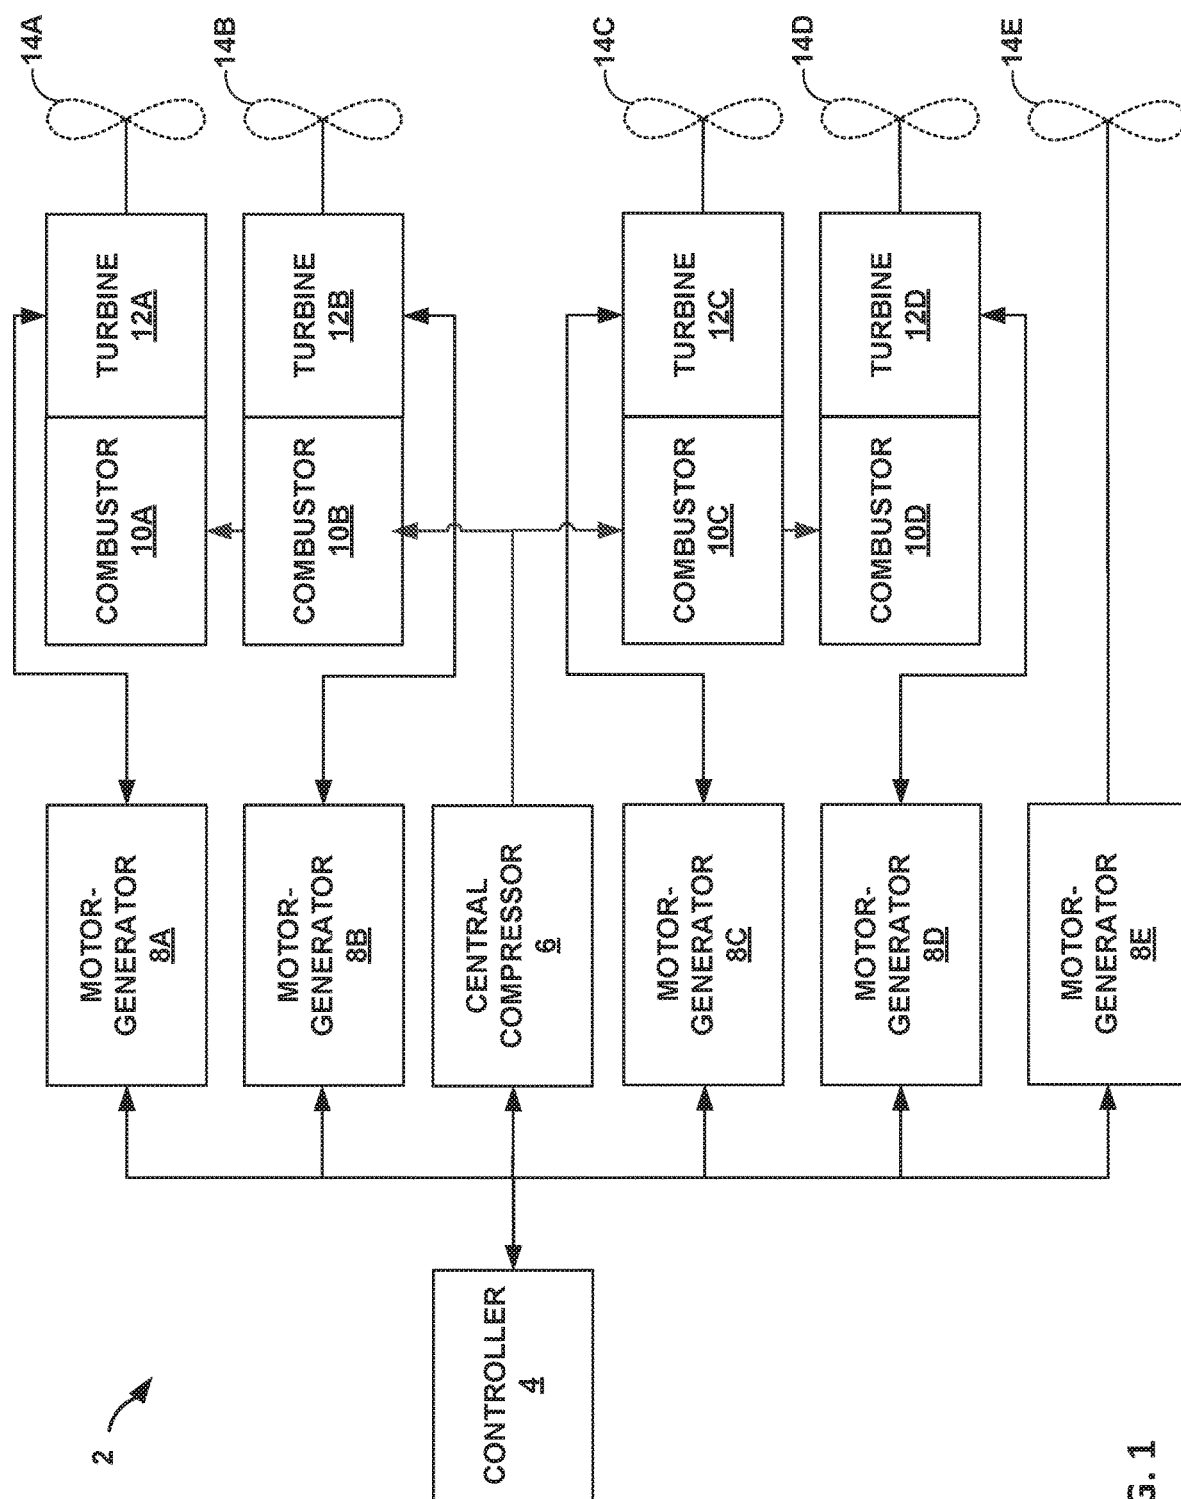 2
CONTROLLER
4
MOTOR-
GENERATOR
8A
MOTOR-
GENERATOR
8B
CENTRAL
COMPRESSOR
6
MOTOR-
GENERATOR
8C
MOTOR-
GENERATOR
8D
MOTOR-
GENERATOR
8E
COMBUSTOR
10A
TURBINE
12A
14A
COMBUSTOR
10B
TURBINE
12B
14B
COMBUSTOR
10C
TURBINE
12C
14C
COMBUSTOR
10D
TURBINE
12D
14D
14E
G. 1